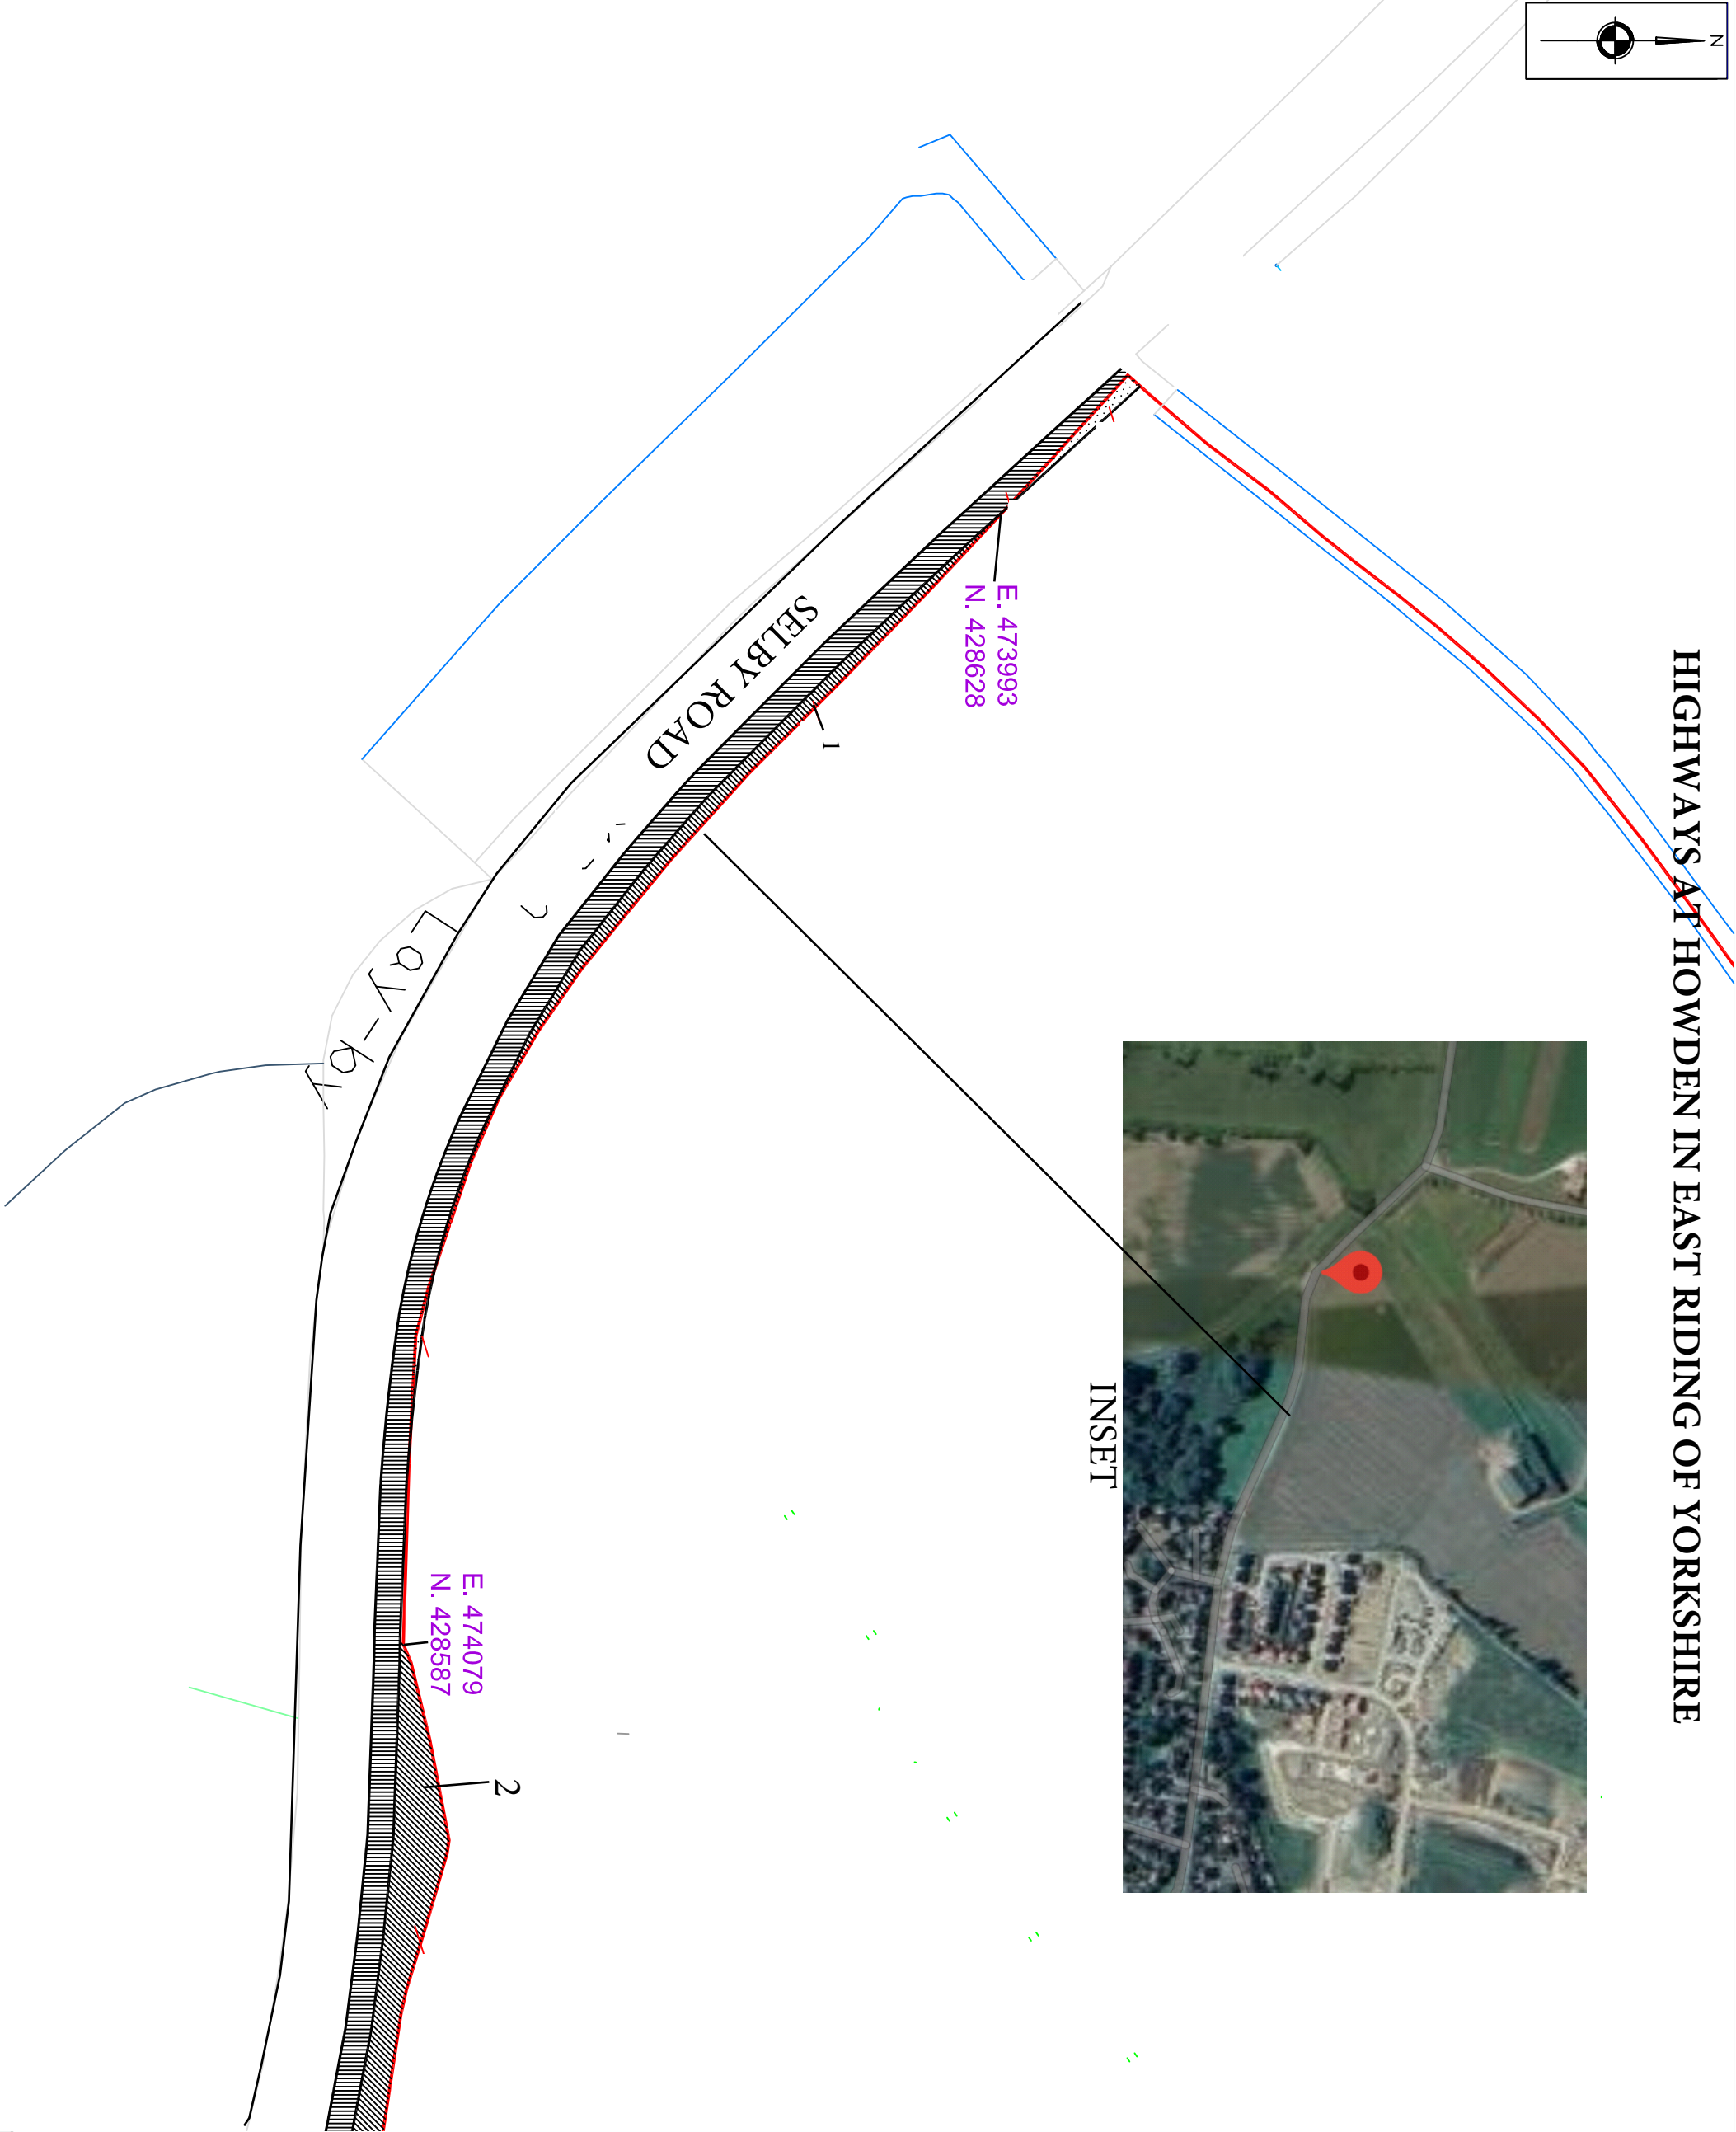 HIGHWAYS AT HOWDEN IN EAST RIDING OF YORKSHIRE
N
INSET
E. 473993
N. 428628
1
SELBY ROAD
E. 474079
N. 428587
2
Lay-by